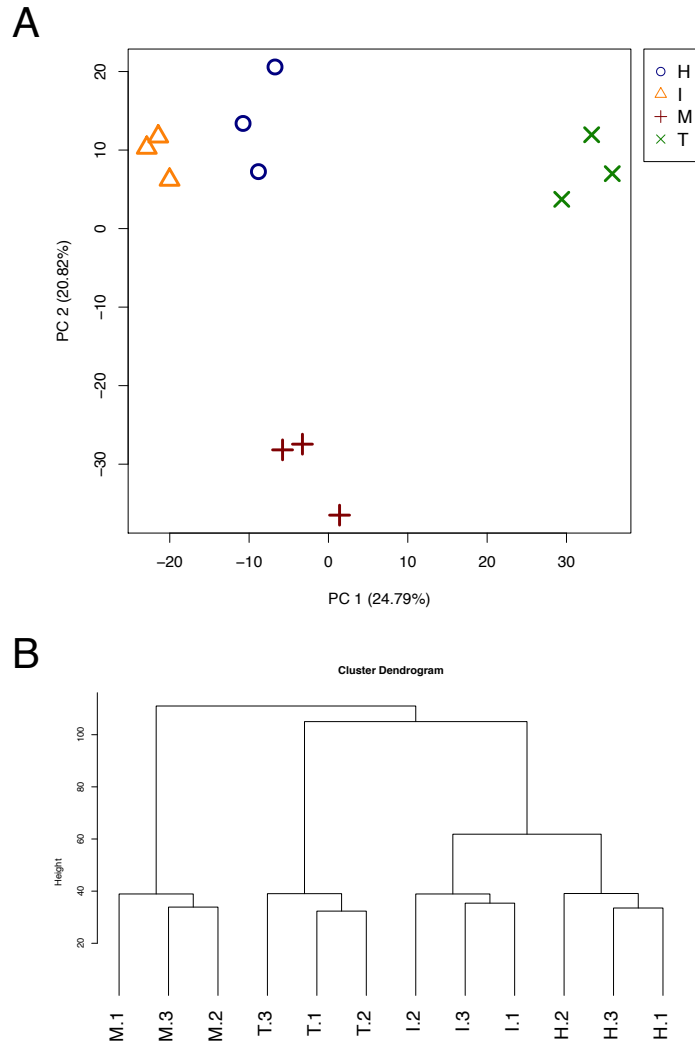 A
H
I
M
T
20
10
0
−10
−20
−30
PC 2 (20.82%)
−20 −10 0 10 20 30
PC 1 (24.79%)
B
Cluster Dendrogram
100
80
60
40
20
Height
M.1 M.3 M.2 T.3 T.1 T.2 I.2 I.3 I.1 H.2 H.3 H.1